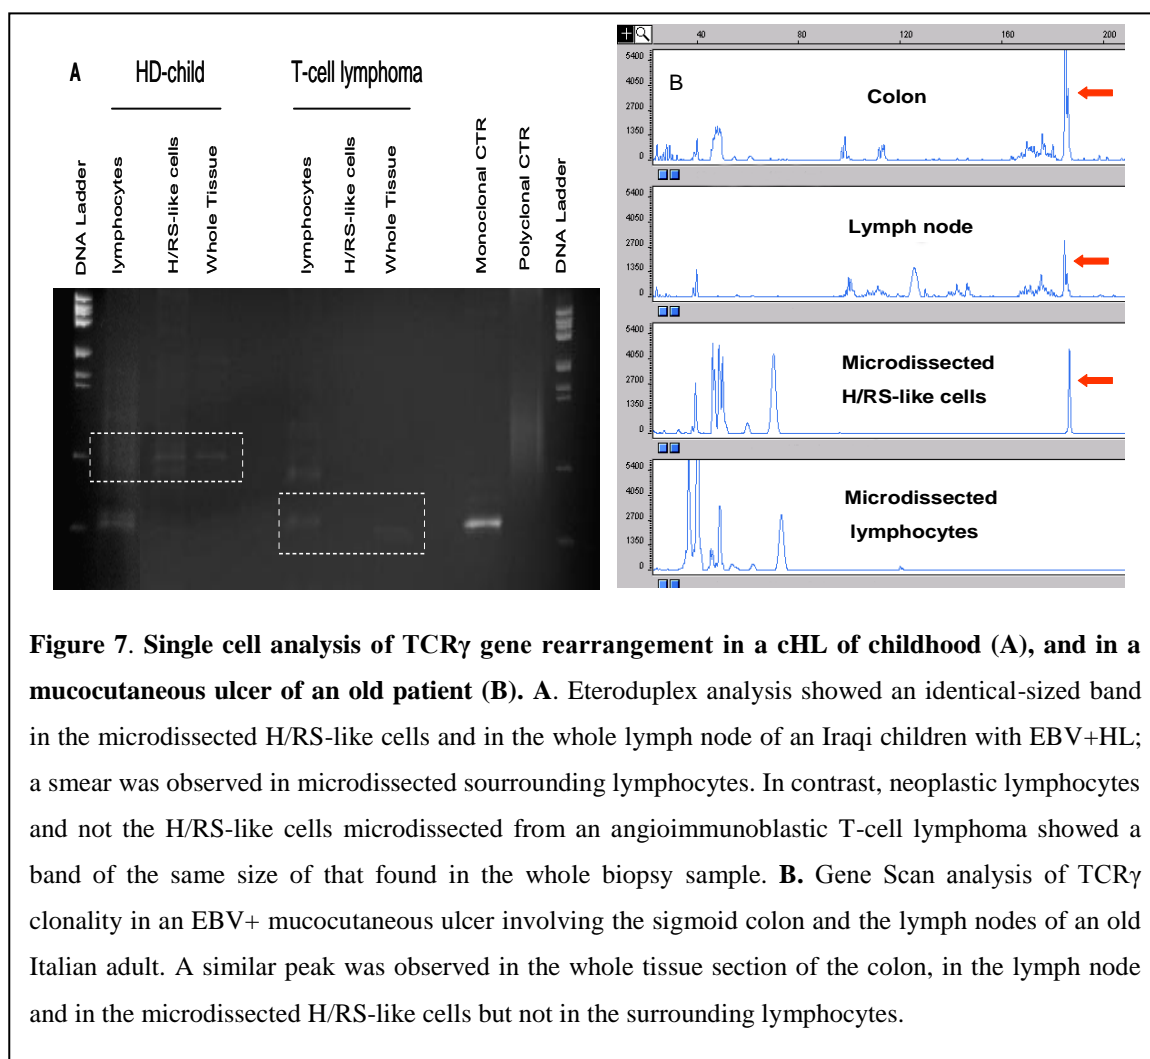 A
HD-child
T-cell lymphoma
DNA Ladder
lymphocytes
H/RS-like cells
Whole Tissue
lymphocytes
H/RS-like cells
Whole Tissue
Monoclonal CTR
Polyclonal CTR
DNA Ladder
40 80 120 160 200
B
Colon
5400
4050
2700
1350
0
Lymph node
5400
4050
2700
1350
0
Microdissected
H/RS-like cells
5400
4050
2700
1350
0
Microdissected
lymphocytes
5400
4050
2700
1350
0
Figure 7. Single cell analysis of TCRγ gene rearrangement in a cHL of childhood (A), and in a
mucocutaneous ulcer of an old patient (B). A. Eteroduplex analysis showed an identical-sized band
in the microdissected H/RS-like cells and in the whole lymph node of an Iraqi children with EBV+HL;
a smear was observed in microdissected sourrounding lymphocytes. In contrast, neoplastic lymphocytes
and not the H/RS-like cells microdissected from an angioimmunoblastic T-cell lymphoma showed a
band of the same size of that found in the whole biopsy sample. B. Gene Scan analysis of TCRγ
clonality in an EBV+ mucocutaneous ulcer involving the sigmoid colon and the lymph nodes of an old
Italian adult. A similar peak was observed in the whole tissue section of the colon, in the lymph node
and in the microdissected H/RS-like cells but not in the surrounding lymphocytes.